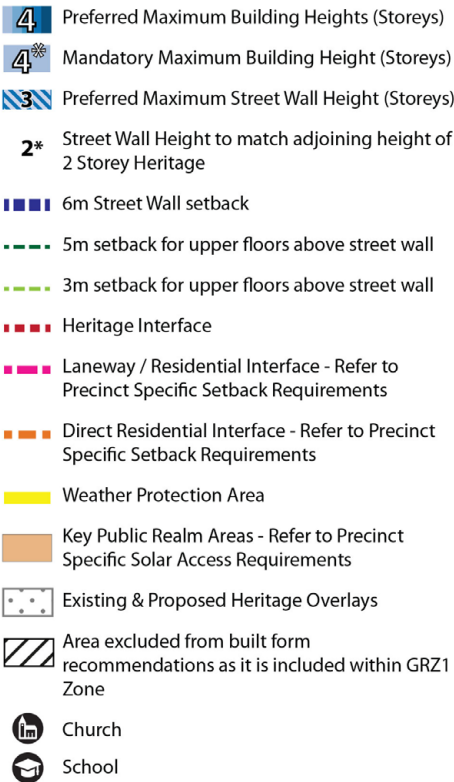 4 Preferred Maximum Building Heights (Storeys)
4* Mandatory Maximum Building Height (Storeys)
3 Preferred Maximum Street Wall Height (Storeys)
2* Street Wall Height to match adjoining height of
2 Storey Heritage
6m Street Wall setback
5m setback for upper floors above street wall
3m setback for upper floors above street wall
Heritage Interface
Laneway / Residential Interface - Refer to
Precinct Specific Setback Requirements
Direct Residential Interface - Refer to Precinct
Specific Setback Requirements
Weather Protection Area
Key Public Realm Areas - Refer to Precinct
Specific Solar Access Requirements
Existing & Proposed Heritage Overlays
Area excluded from built form
recommendations as it is included within GRZ1
Zone
Church
School